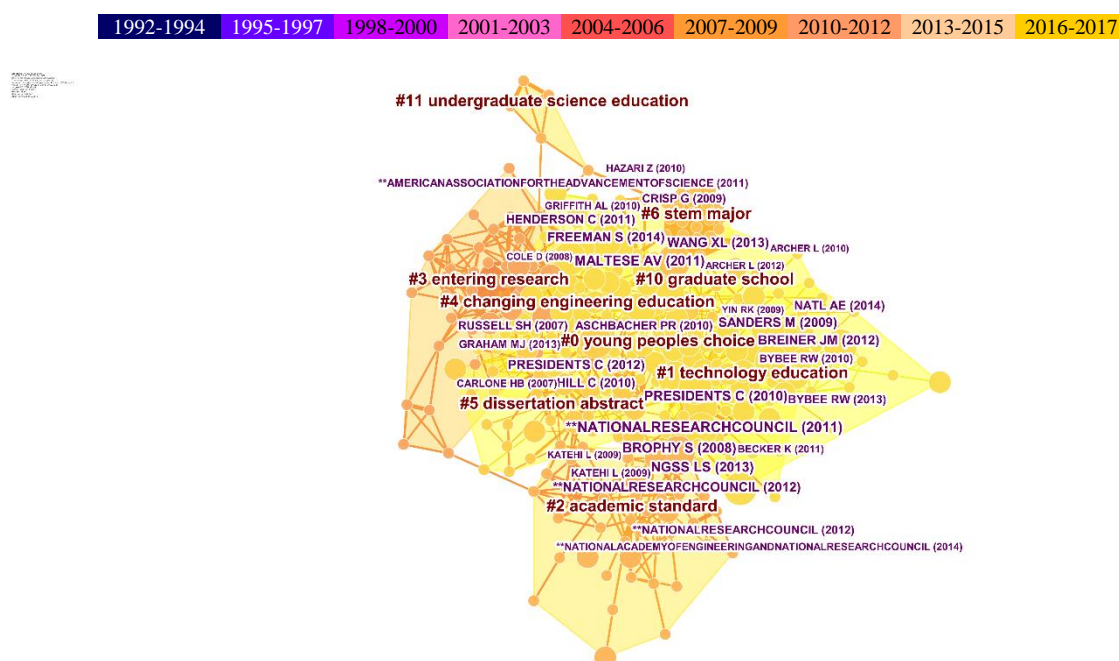 1992-1994 1995-1997 1998-2000 2001-2003 2004-2006 2007-2009 2010-2012 2013-2015 2016-2017
#11 undergraduate science education
HAZARI Z (2010)
**AMERICANASSOCIATIONFORTHEADVANCEMENTOFSCIENCE (2011)
CRISP G (2009)
GRIFFITH AL (2010)
#6 stem major
HENDERSON C (2011)
FREEMAN S (2014)
WANG XL (2013)
ARCHER L (2010)
COLE D (2008)
MALTESE AV (2011)
ARCHER L (2012)
#3 entering research
#10 graduate school
#4 changing engineering education
YIN RK (2009)
NATL AE (2014)
RUSSELL SH (2007)
ASCHBACHER PR (2010)
SANDERS M (2009)
GRAHAM MJ (2013)
#0 young peoples choice
BREINER JM (2012)
BYBEE RW (2010)
PRESIDENTS C (2012)
#1 technology education
CARLONE HB (2007)
HILL C (2010)
PRESIDENTS C (2010)
BYBEE RW (2013)
#5 dissertation abstract
**NATIONALRESEARCHCOUNCIL (2011)
BROPHY S (2008)
BECKER K (2011)
KATEHI L (2009)
NGSS LS (2013)
KATEHI L (2009)
**NATIONALRESEARCHCOUNCIL (2012)
#2 academic standard
**NATIONALRESEARCHCOUNCIL (2012)
**NATIONALACADEMYOFENGINEERINGANDNATIONALRESEARCHCOUNCIL (2014)